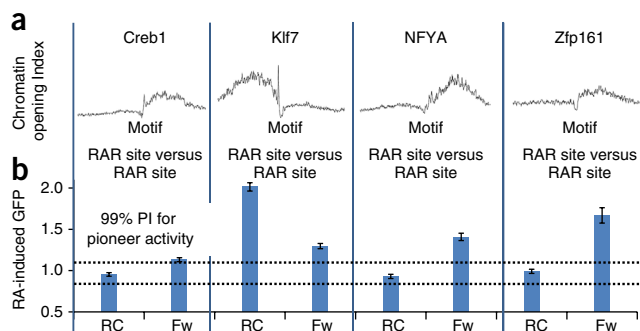 a
Creb1 Klf7 NFYA Zfp161
Chromatin
opening Index
Motif Motif Motif Motif
RAR site versus RAR site versus RAR site versus RAR site versus
RAR site RAR site RAR site RAR site
b
RA-induced GFP
2.0
1.5
1.0
0.5
99% PI for
pioneer activity
RC Fw RC Fw RC Fw RC Fw